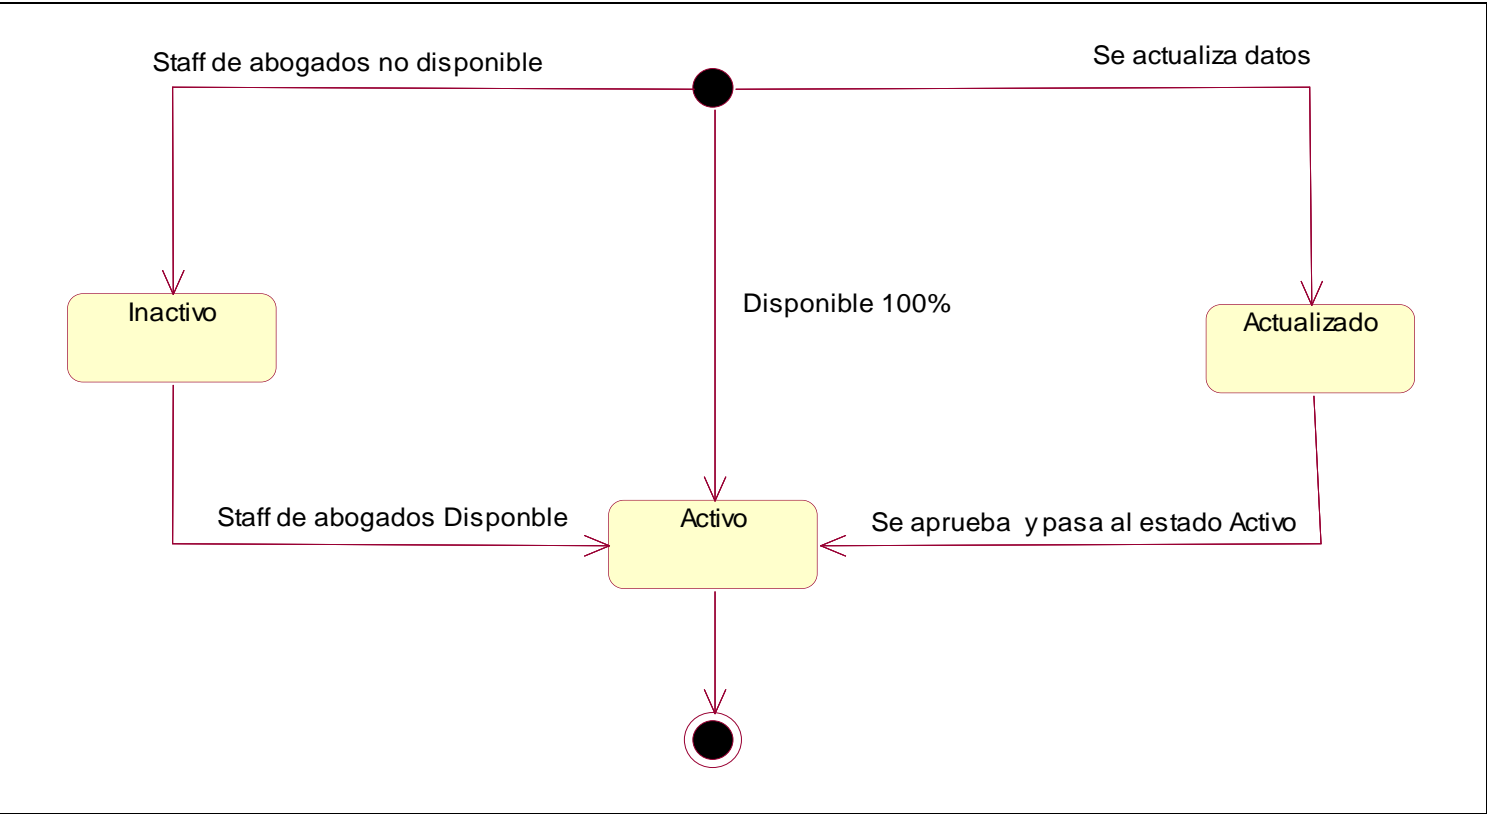 Staff de abogados no disponible
Se actualiza datos
Inactivo
Disponible 100%
Actualizado
Staff de abogados Disponble
Activo
Se aprueba y pasa al estado Activo